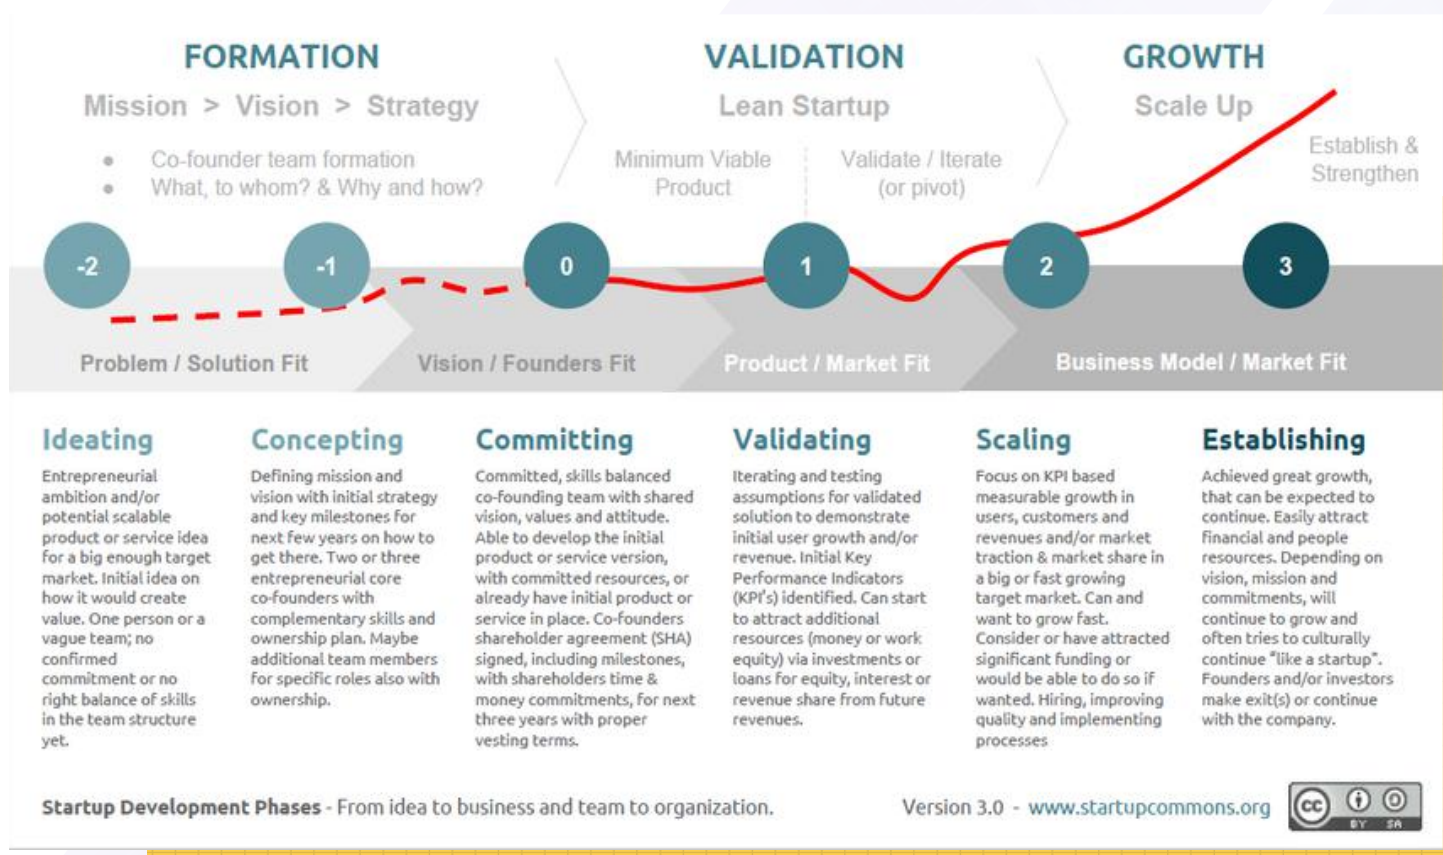 FORMATION
Mission > Vision > Strategy
● Co-founder team formation
● What, to whom? & Why and how?
VALIDATION
Lean Startup
Minimum Viable
Product
Validate / Iterate
(or pivot)
GROWTH
Scale Up
Establish &
Strengthen
-2
-1
0
1
2
3
Problem / Solution Fit
Vision / Founders Fit
Product / Market Fit
Business Model / Market Fit
Ideating
Entrepreneurial
ambition and/or
potential scalable
product or service idea
for a big enough target
market. Initial idea on
how it would create
value. One person or a
vague team; no
confirmed
commitment or no
right balance of skills
in the team structure
yet.
Concepting
Defining mission and
vision with initial strategy
and key milestones for
next few years on how to
get there. Two or three
entrepreneurial core
co-founders with
complementary skills and
ownership plan. Maybe
additional team members
for specific roles also with
ownership.
Committing
Committed, skills balanced
co-founding team with shared
vision, values and attitude.
Able to develop the initial
product or service version,
with committed resources, or
already have initial product or
service in place. Co-founders
shareholder agreement (SHA)
signed, including milestones,
with shareholders time &
money commitments, for next
three years with proper
vesting terms.
Validating
Iterating and testing
assumptions for validated
solution to demonstrate
initial user growth and/or
revenue. Initial Key
Performance Indicators
(KPI's) identified. Can start
to attract additional
resources (money or work
equity) via investments or
loans for equity, interest or
revenue share from future
revenues.
Scaling
Focus on KPI based
measurable growth in
users, customers and
revenues and/or market
traction & market share in
a big or fast growing
target market. Can and
want to grow fast.
Consider or have attracted
significant funding or
would be able to do so if
wanted. Hiring, improving
quality and implementing
processes
Establishing
Achieved great growth,
that can be expected to
continue. Easily attract
financial and people
resources. Depending on
vision, mission and
commitments, will
continue to grow and
often tries to culturally
continue "like a startup".
Founders and/or investors
make exit(s) or continue
with the company.
Startup Development Phases - From idea to business and team to organization.
Version 3.0 - www.startupcommons.org
cc
BY SA